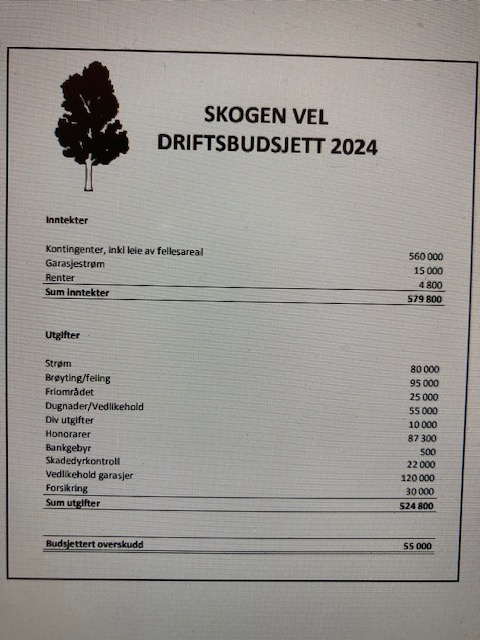 SKOGEN VEL
DRIFTSBUDSJETT 2024
Inntekter
Kontingenter, inkl leie av fellesareal 560 000
Garasjestrøm 15 000
Renter 4 800
Sum inntekter 579 800
Utgifter
Strøm 80 000
Brøyting/feiing 95 000
Friområdet 25 000
Dugnader/Vedlikehold 55 000
Div utgifter 10 000
Honorarer 87 300
Bankgebyr 500
Skadedyrkontroll 22 000
Vedlikehold garasjer 120 000
Forsikring 30 000
Sum utgifter 524 800
Budsjettert overskudd 55 000